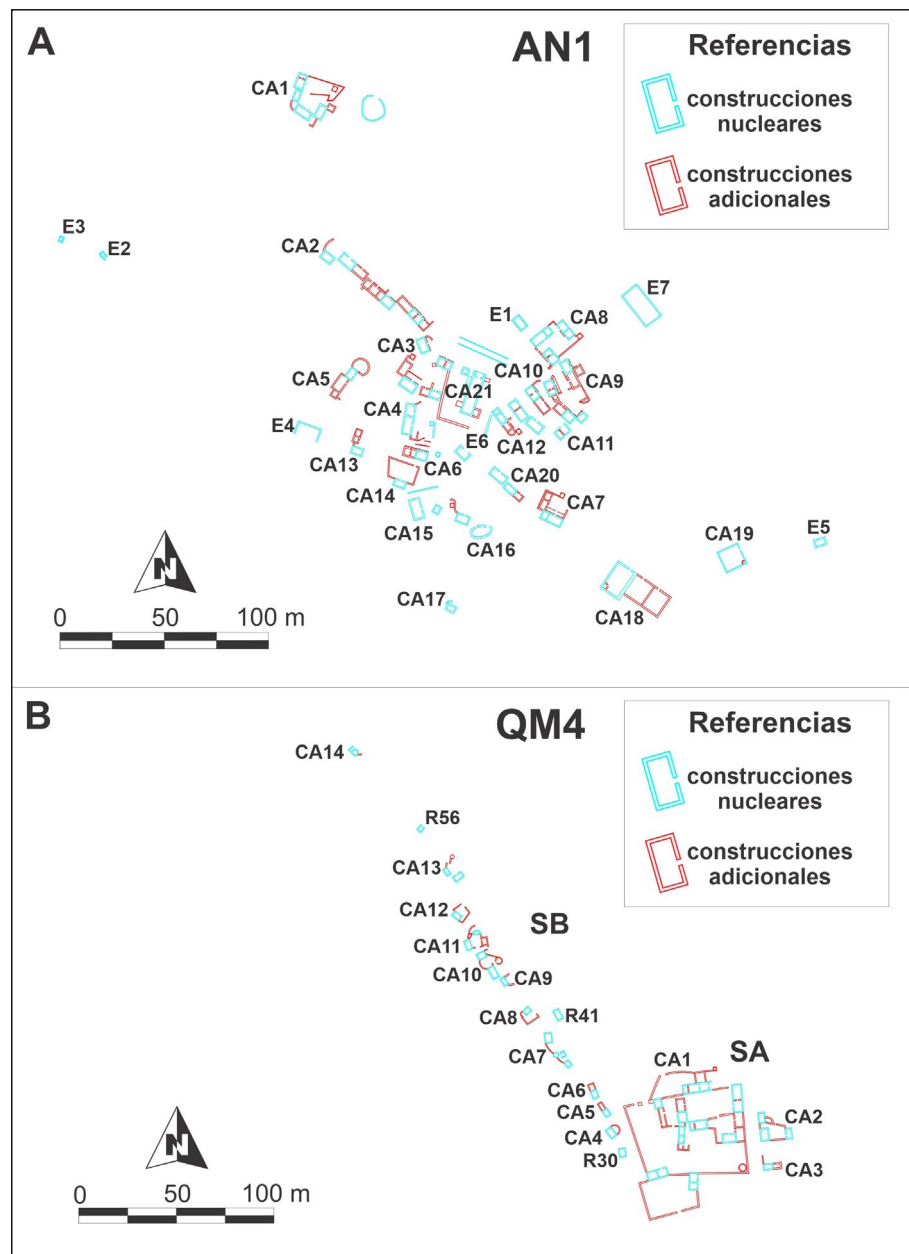 A
AN1
Referencias
construcciones
nucleares
construcciones
adicionales
CA1
E3
E2
CA2
E7
E1
CA8
CA3
CA10
CA5
CA21
CA9
CA4
E4
E6
CA12
CA11
CA13
CA6
CA20
CA14
CA7
CA15
CA16
CA19
E5
CA17
CA18
N
0 50 100 m
B
QM4
Referencias
construcciones
nucleares
construcciones
adicionales
CA14
R56
CA13
CA12
SB
CA11
CA10
CA9
CA8
R41
CA7
CA1
SA
CA6
CA5
CA2
CA4
R30
CA3
N
0 50 100 m